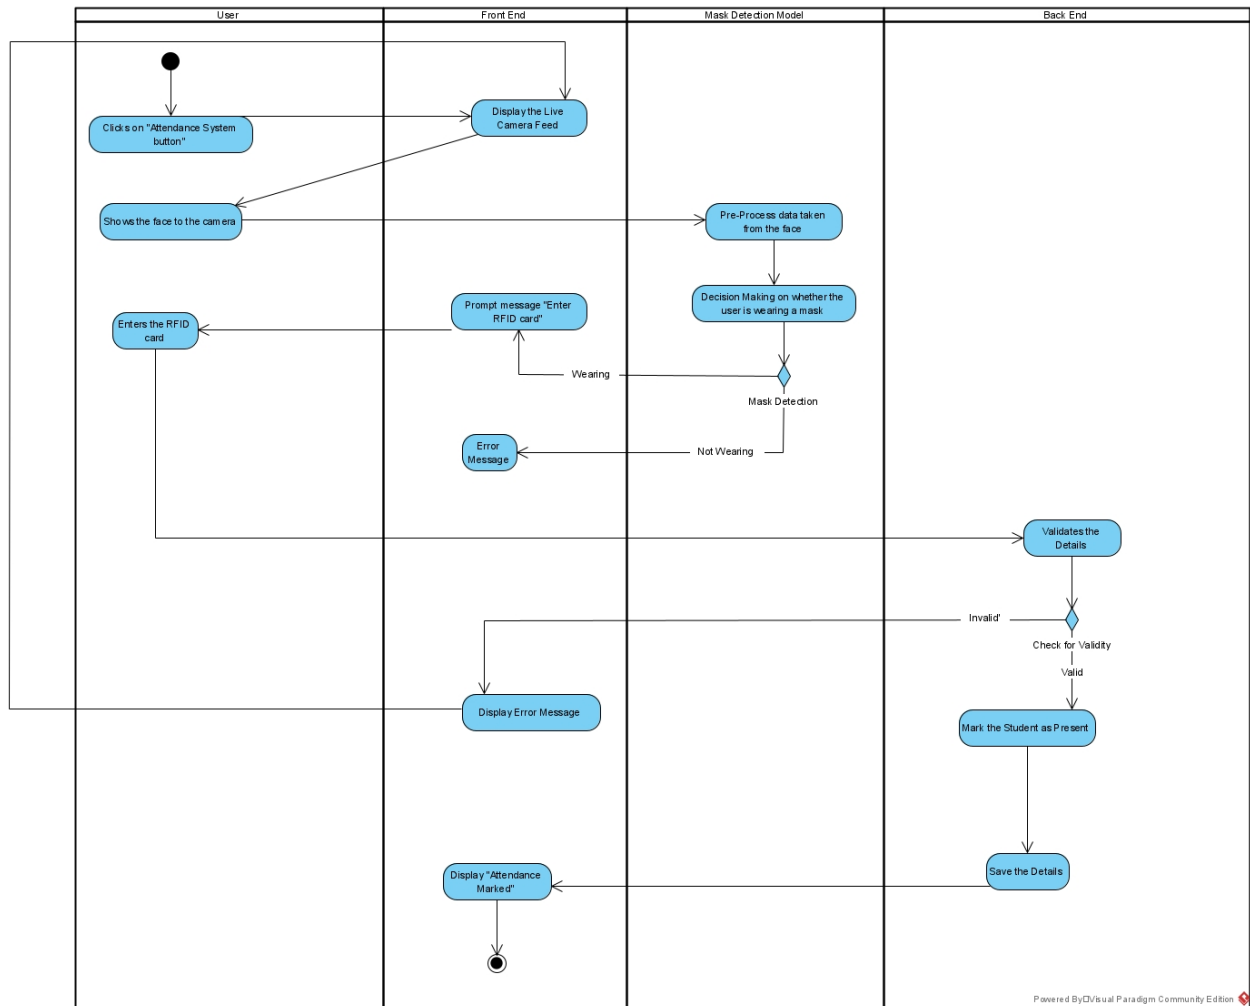 User
Front End
Mask Detection Model
Back End
Clicks on "Attendance System
button"
Display the Live
Camera Feed
Shows the face to the camera
Pre-Process data taken
from the face
Decision Making on whether the
user is wearing a mask
Prompt message "Enter
RFID card"
Enters the RFID
card
Wearing
Mask Detection
Error
Message
Not Wearing
Validates the
Details
Invalid'
Check for Validity
Valid
Display Error Message
Mark the Student as Present
Display "Attendance
Marked"
Save the Details
Powered By□Visual Paradigm Community Edition